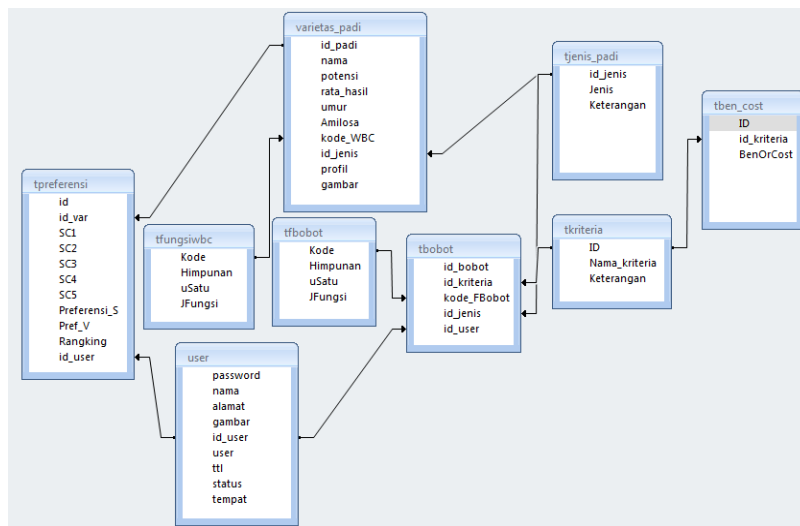 varietas_padi
id_padi
nama
potensi
rata_hasil
umur
Amilosa
kode_WBC
id_jenis
profil
gambar
tjenis_padi
id_jenis
Jenis
Keterangan
tben_cost
ID
id_kriteria
BenOrCost
tpreferensi
id
id_var
SC1
SC2
SC3
SC4
SC5
Preferensi_S
Pref_V
Rangking
id_user
tfungsiwbc
Kode
Himpunan
uSatu
JFungsi
tfbobot
Kode
Himpunan
uSatu
JFungsi
tbobot
id_bobot
id_kriteria
kode_FBobot
id_jenis
id_user
tkriteria
ID
Nama_kriteria
Keterangan
user
password
nama
alamat
gambar
id_user
user
ttl
status
tempat